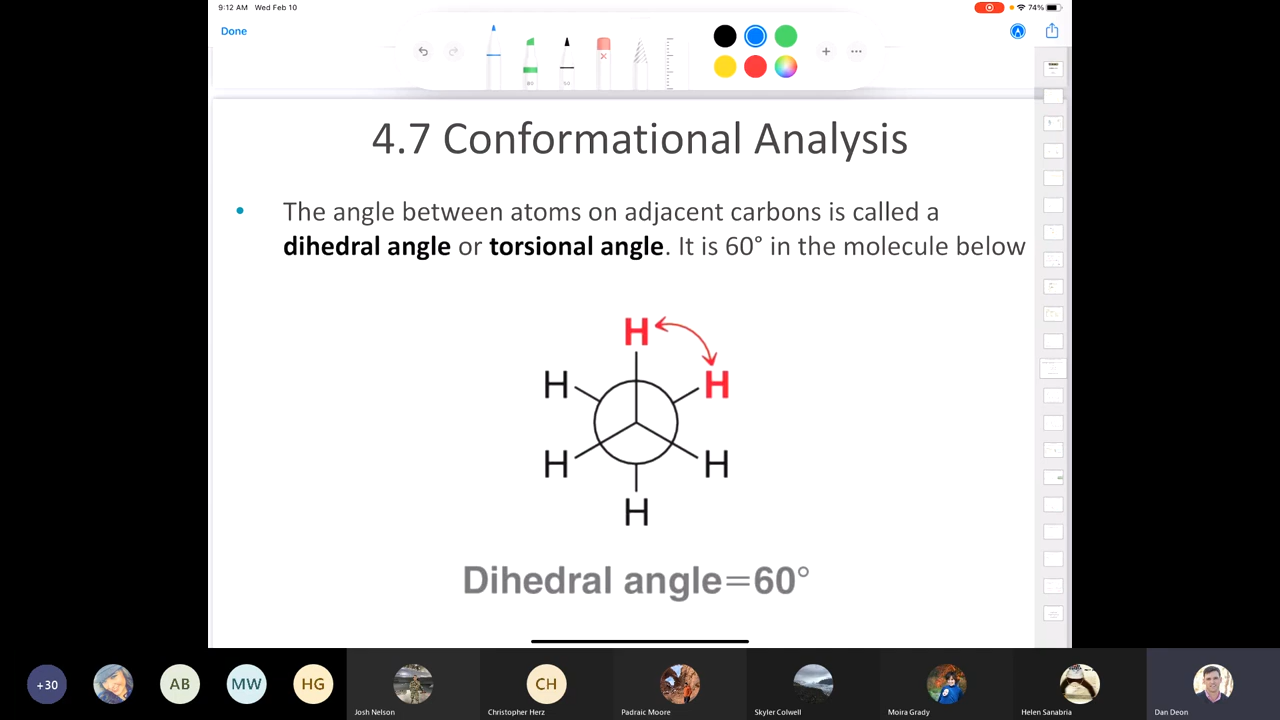 9:12 AM Wed Feb 10
74%
Done
4.7 Conformational Analysis
• The angle between atoms on adjacent carbons is called a
dihedral angle or torsional angle. It is 60° in the molecule below
H
H H
H H
H
Dihedral angle=60°
+30
AB
MW
HG
CH
Josh Nelson
Christopher Herz
Padraic Moore
Skyler Colwell
Moira Grady
Helen Sanabria
Dan Deon